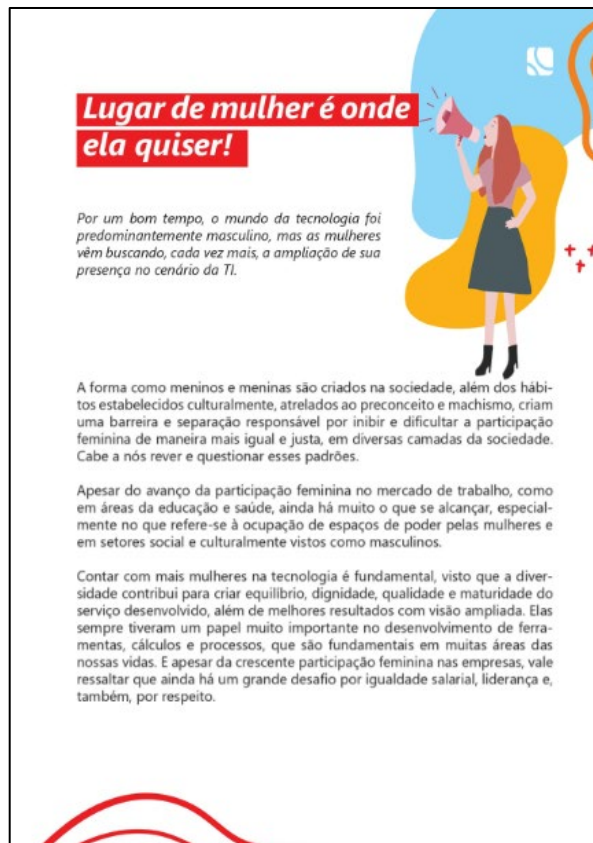 Lugar de mulher é onde
ela quiser!
Por um bom tempo, o mundo da tecnologia foi
predominantemente masculino, mas as mulheres
vêm buscando, cada vez mais, a ampliação de sua
presença no cenário da TI.
A forma como meninos e meninas são criados na sociedade, além dos hábi-
tos estabelecidos culturalmente, atrelados ao preconceito e machismo, criam
uma barreira e separação responsável por inibir e dificultar a participação
feminina de maneira mais igual e justa, em diversas camadas da sociedade.
Cabe a nós rever e questionar esses padrões.
Apesar do avanço da participação feminina no mercado de trabalho, como
em áreas da educação e saúde, ainda há muito o que se alcançar, especial-
mente no que refere-se à ocupação de espaços de poder pelas mulheres e
em setores social e culturalmente vistos como masculinos.
Contar com mais mulheres na tecnologia é fundamental, visto que a diver-
sidade contribui para criar equilíbrio, dignidade, qualidade e maturidade do
serviço desenvolvido, além de melhores resultados com visão ampliada. Elas
sempre tiveram um papel muito importante no desenvolvimento de ferra-
mentas, cálculos e processos, que são fundamentais em muitas áreas das
nossas vidas. E apesar da crescente participação feminina nas empresas, vale
ressaltar que ainda há um grande desafio por igualdade salarial, liderança e,
também, por respeito.